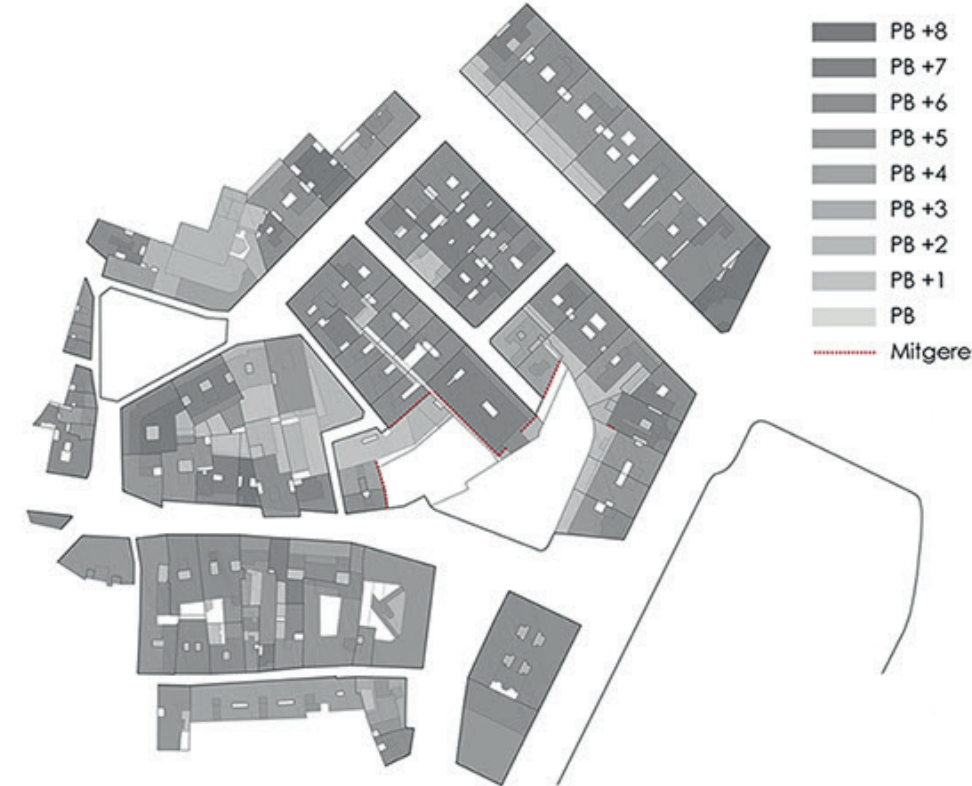 PB +8
PB +7
PB +6
PB +5
PB +4
PB +3
PB +2
PB +1
PB
Mitgere